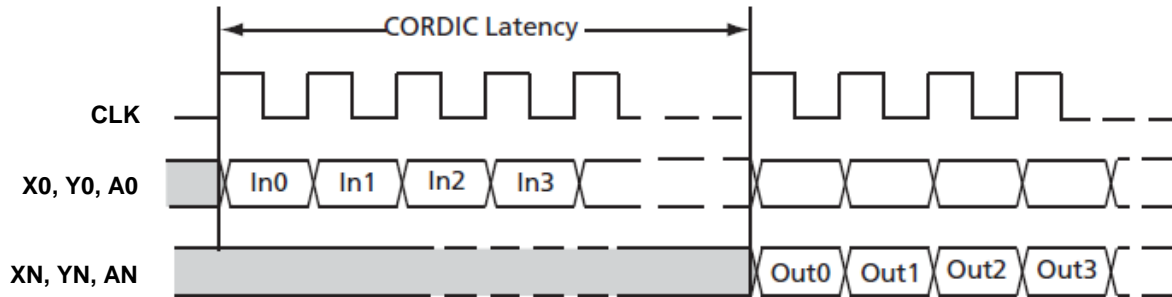 CORDIC Latency
CLK
X0, Y0, A0
In0 In1 In2 In3
XN, YN, AN
Out0 Out1 Out2 Out3